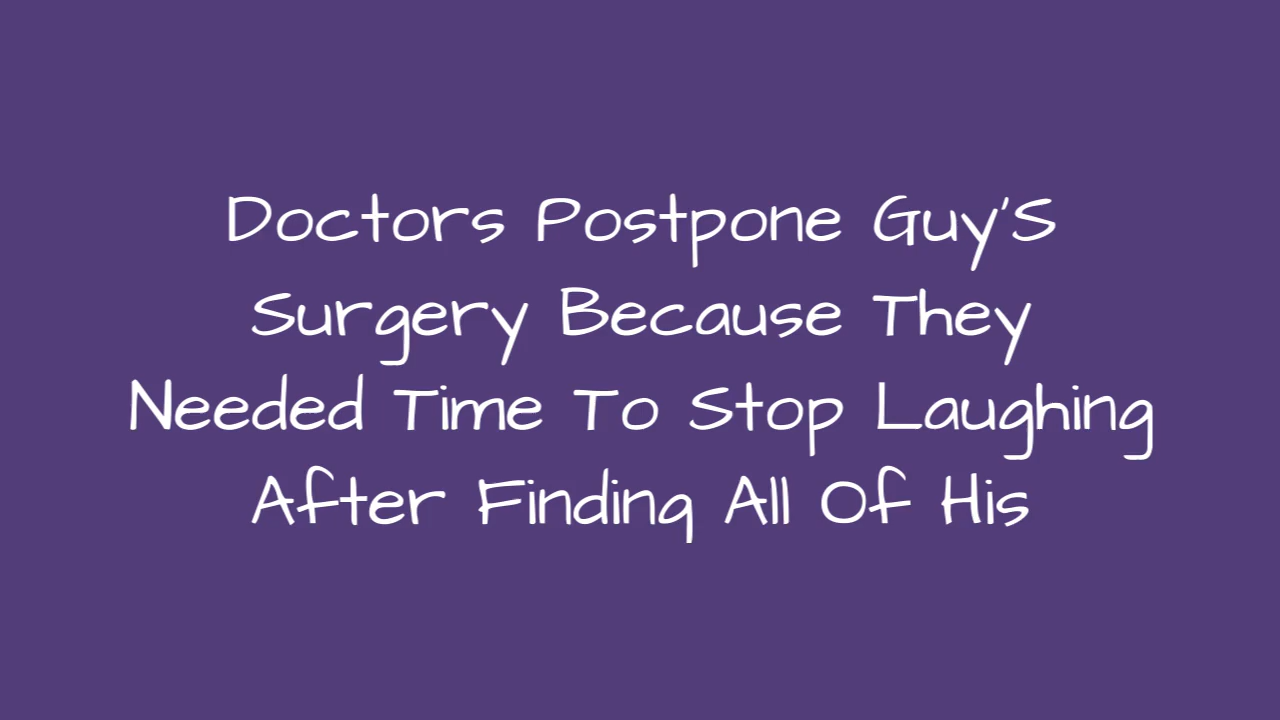 Doctors Postpone Guy'S
Surgery Because They
Needed Time To Stop Laughing
After Finding All Of His